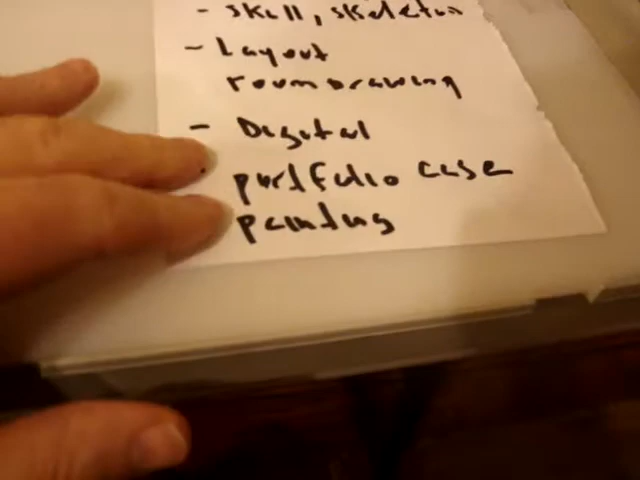 - Skull, skeleton
- Layout
room drawing
- Digital
portfolio case
painting